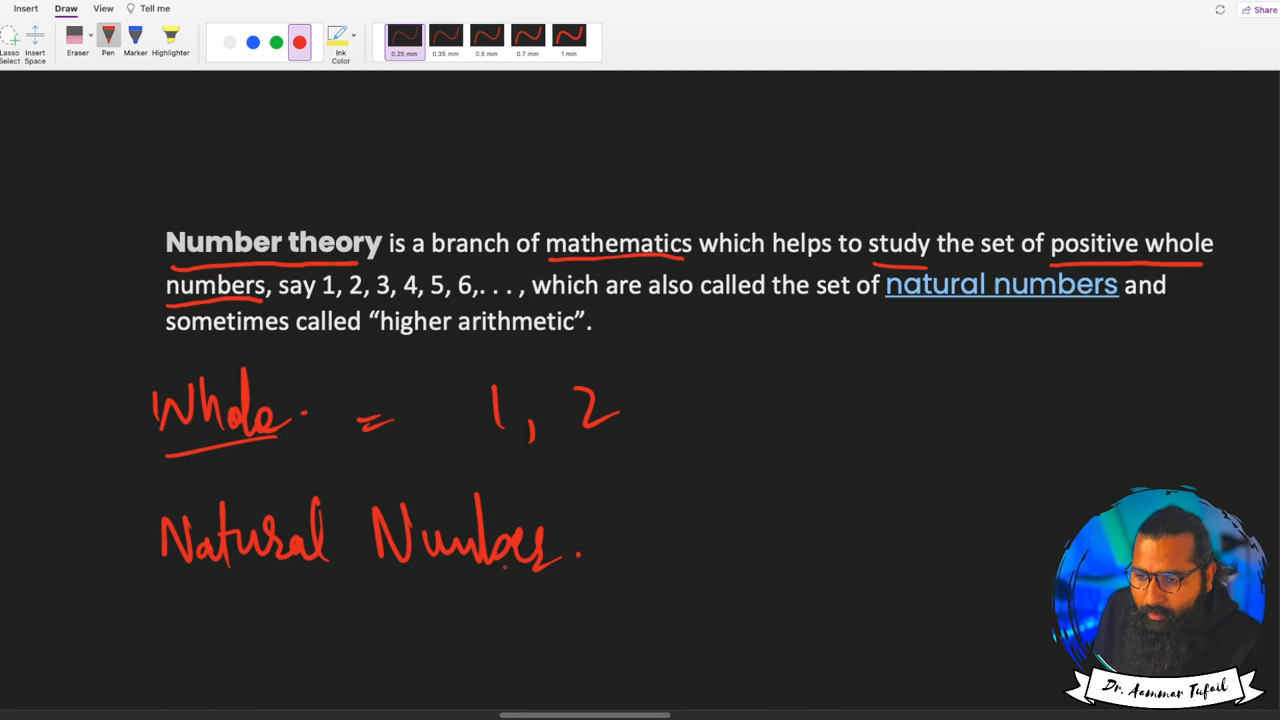 Insert Draw View Tell me
Share
Lasso Select
Insert Space
Eraser
Pen
Marker
Highlighter
Ink Color
0.25 mm
0.35 mm
0.5 mm
0.7 mm
1 mm
Number theory is a branch of mathematics which helps to study the set of positive whole
numbers, say 1, 2, 3, 4, 5, 6,. . . , which are also called the set of natural numbers and
sometimes called “higher arithmetic”.
Whole. = 1, 2
Natural Number.
Dr. Aammar Tufail